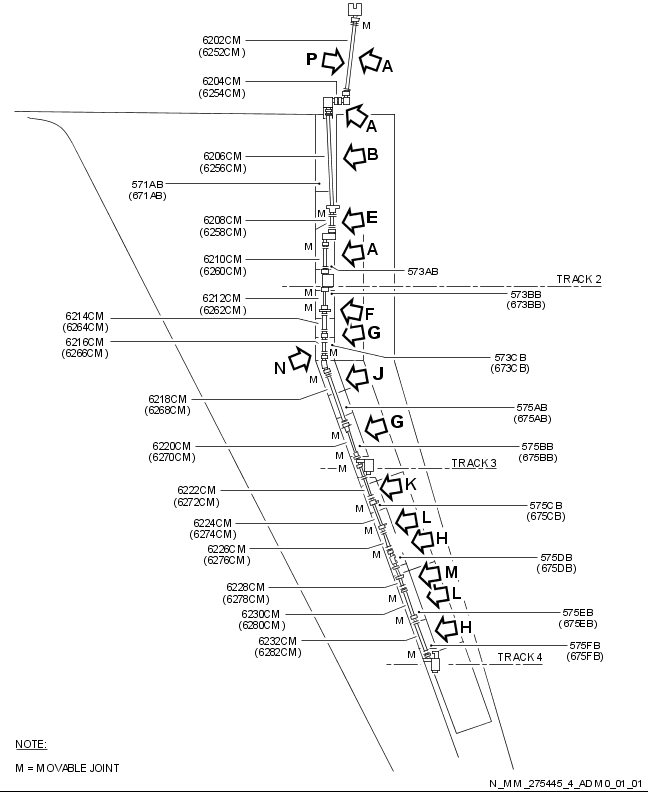 M
6202CM
(6252CM)
P
A
6204CM
(6254CM)
A
6206CM
(6256CM)
B
571AB
(671AB)
M
6208CM
(6258CM)
E
M
A
6210CM
(6260CM)
573AB
TRACK 2
M
573BB
(673BB)
6212CM
(6262CM)
M
F
6214CM
(6264CM)
G
6216CM
(6266CM)
M
573CB
(673CB)
N
M
J
6218CM
(6268CM)
575AB
(675AB)
G
M
6220CM
(6270CM)
575BB
(675BB)
M
TRACK 3
K
6222CM
(6272CM)
M
575CB
(675CB)
L
6224CM
(6274CM)
M
H
6226CM
(6276CM)
M
575DB
(675DB)
M
6228CM
(6278CM)
L
M
575EB
(675EB)
6230CM
(6280CM)
H
6232CM
(6282CM)
M
575FB
(675FB)
TRACK 4
NOTE:
M = MOVABLE JOINT
N_MM_275445_4_ADM0_01_01